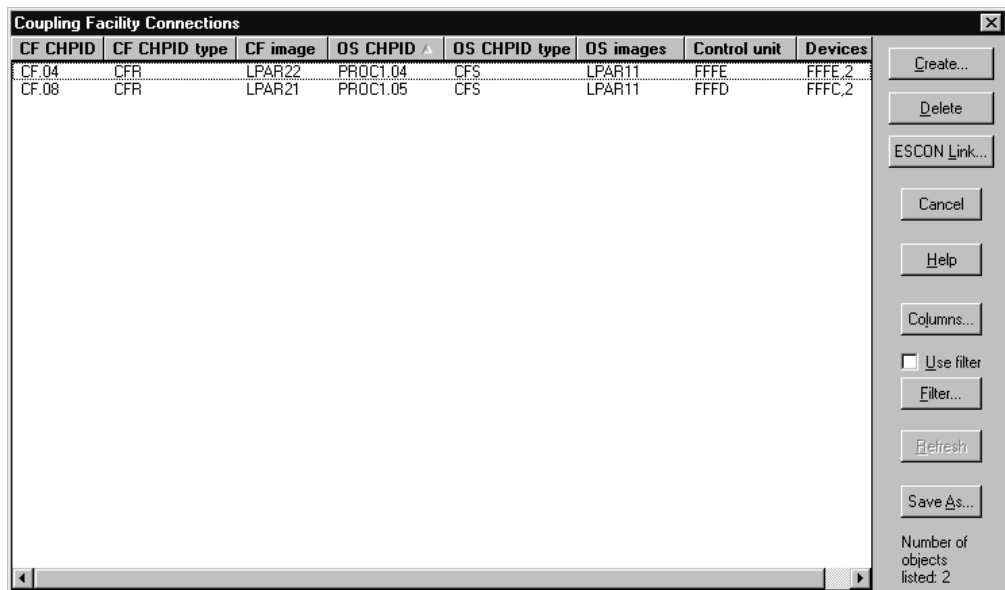 Coupling Facility Connections
CF CHPID CF CHPID type CF image OS CHPID OS CHPID type OS images Control unit Devices
CF.04 CFR LPAR22 PROC1.04 CFS LPAR11 FFFE FFFE,2
CF.08 CFR LPAR21 PROC1.05 CFS LPAR11 FFFD FFFC,2
Create...
Delete
ESCON Link...
Cancel
Help
Columns...
Use filter
Filter...
Refresh
Save As...
Number of
objects
listed: 2